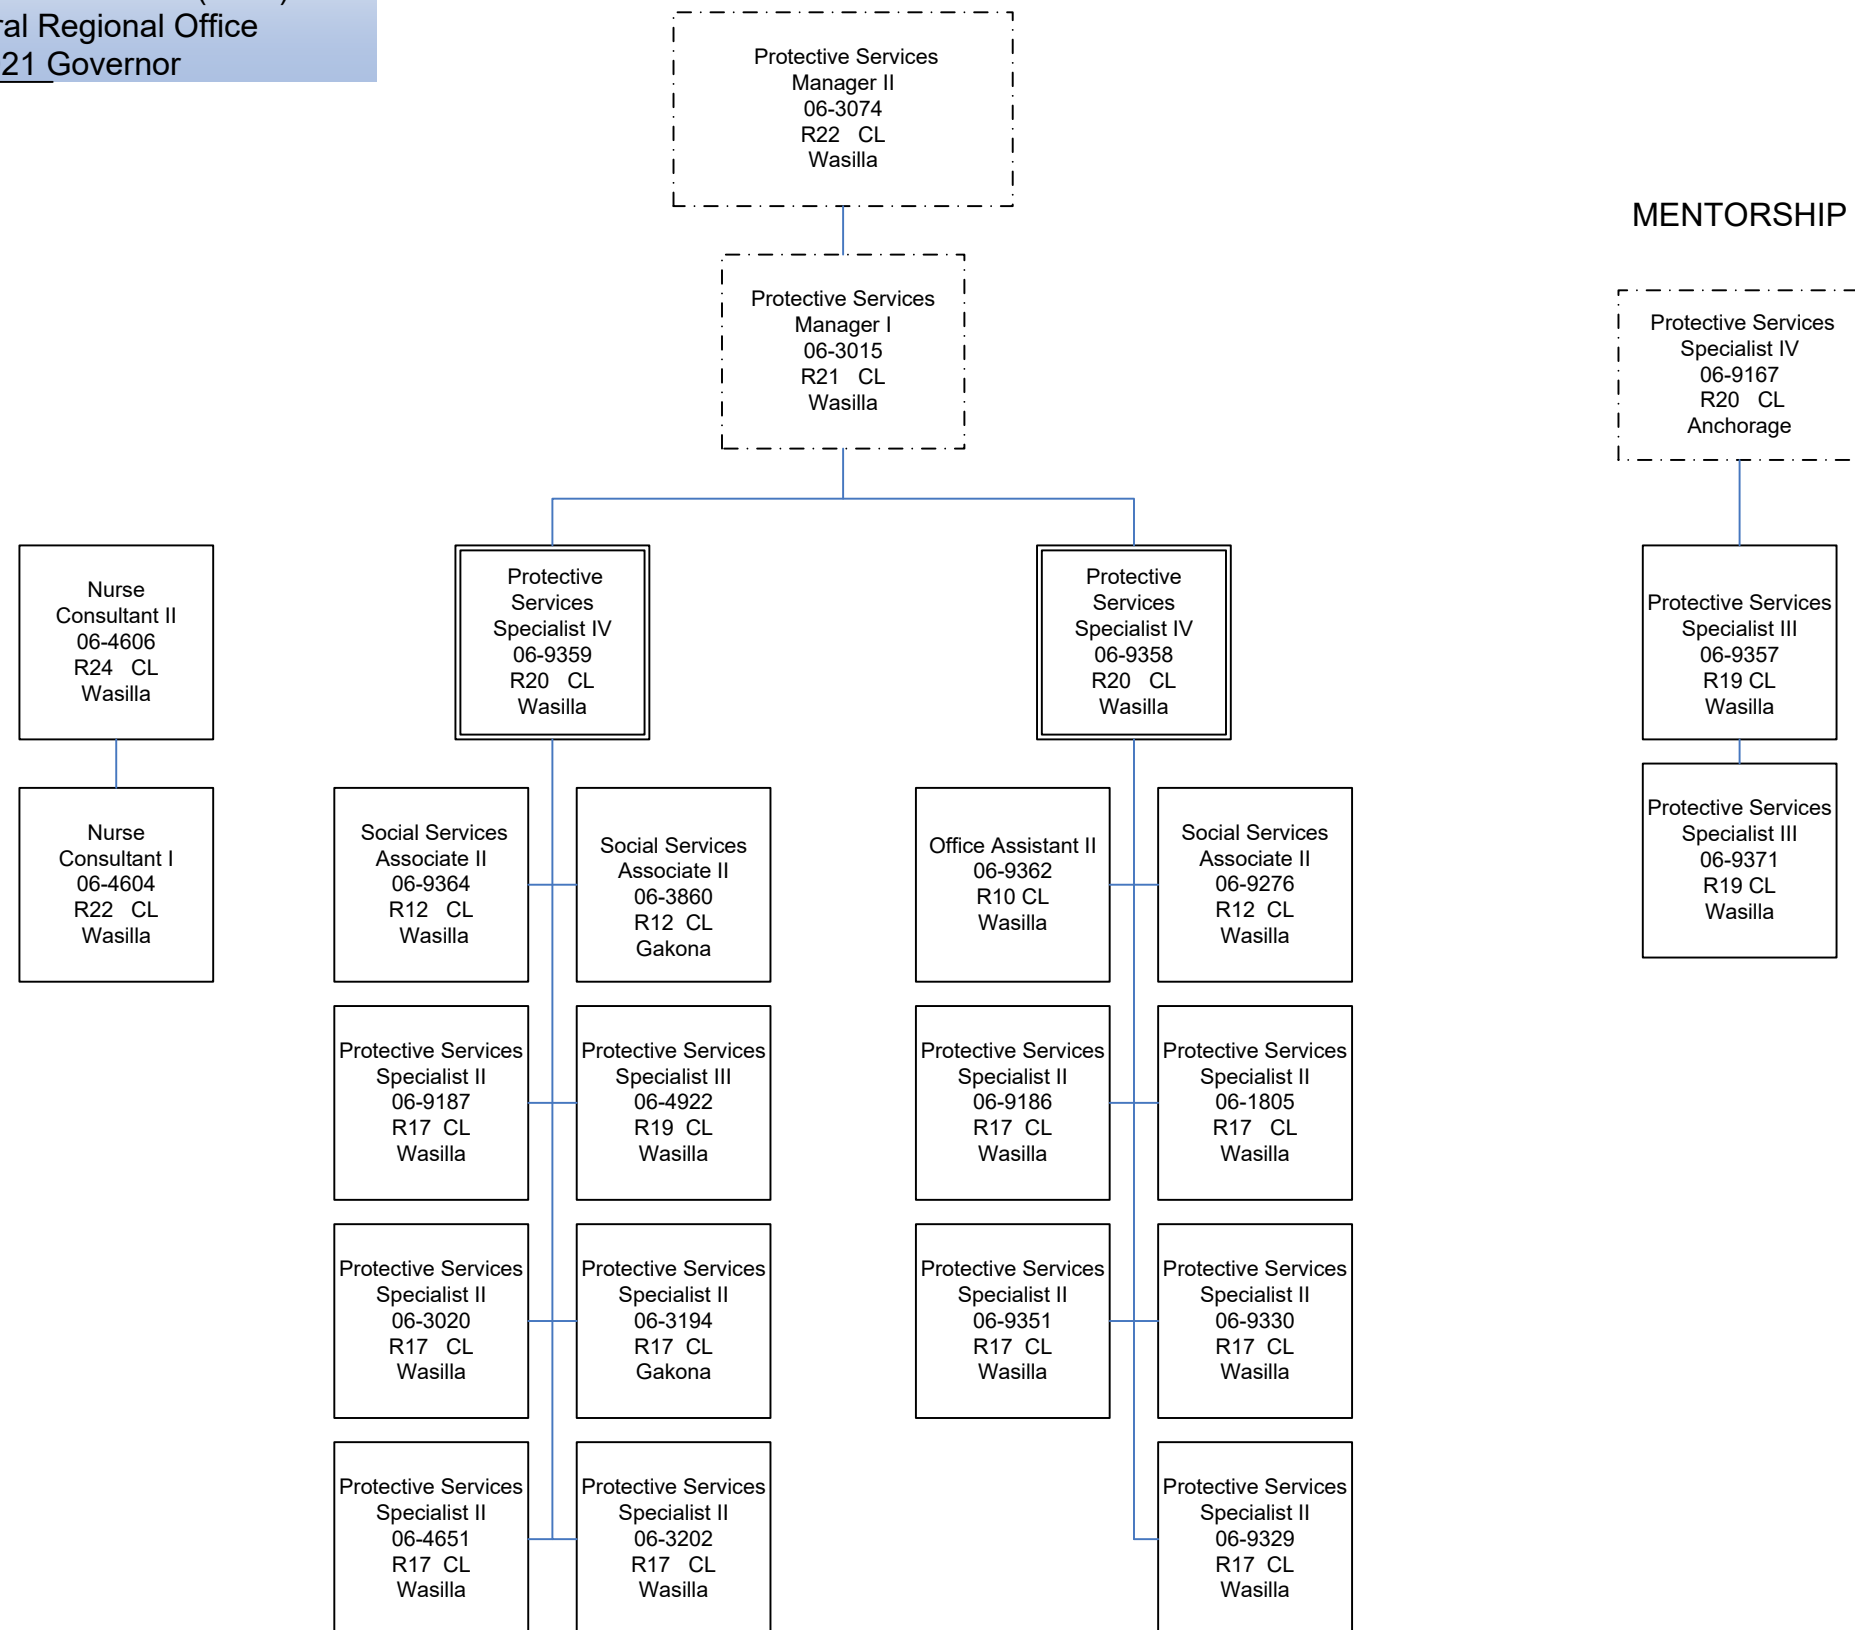 ral Regional Office
21 Governor
Protective Services
Manager II
06-3074
R22 CL
Wasilla
MENTORSHIP
Protective Services
Manager I
06-3015
R21 CL
Wasilla
Protective Services
Specialist IV
06-9167
R20 CL
Anchorage
Nurse
Consultant II
06-4606
R24 CL
Wasilla
Protective
Services
Specialist IV
06-9359
R20 CL
Wasilla
Protective
Services
Specialist IV
06-9358
R20 CL
Wasilla
Protective Services
Specialist III
06-9357
R19 CL
Wasilla
Nurse
Consultant I
06-4604
R22 CL
Wasilla
Social Services
Associate II
06-9364
R12 CL
Wasilla
Social Services
Associate II
06-3860
R12 CL
Gakona
Office Assistant II
06-9362
R10 CL
Wasilla
Social Services
Associate II
06-9276
R12 CL
Wasilla
Protective Services
Specialist III
06-9371
R19 CL
Wasilla
Protective Services
Specialist II
06-9187
R17 CL
Wasilla
Protective Services
Specialist III
06-4922
R19 CL
Wasilla
Protective Services
Specialist II
06-9186
R17 CL
Wasilla
Protective Services
Specialist II
06-1805
R17 CL
Wasilla
Protective Services
Specialist II
06-3020
R17 CL
Wasilla
Protective Services
Specialist II
06-3194
R17 CL
Gakona
Protective Services
Specialist II
06-9351
R17 CL
Wasilla
Protective Services
Specialist II
06-9330
R17 CL
Wasilla
Protective Services
Specialist II
06-4651
R17 CL
Wasilla
Protective Services
Specialist II
06-3202
R17 CL
Wasilla
Protective Services
Specialist II
06-9329
R17 CL
Wasilla